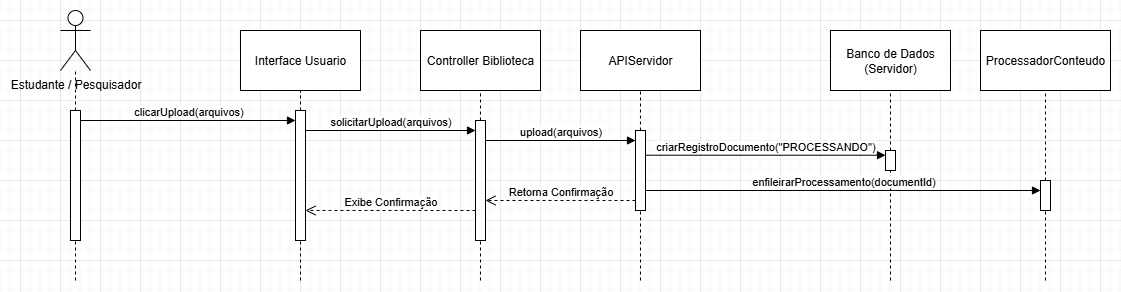 Estudante / Pesquisador
Interface Usuario
Controller Biblioteca
APIServidor
Banco de Dados
(Servidor)
ProcessadorConteudo
clicarUpload(arquivos)
solicitarUpload(arquivos)
upload(arquivos)
criarRegistroDocumento("PROCESSANDO")
enfileirarProcessamento(documentId)
Retorna Confirmação
Exibe Confirmação